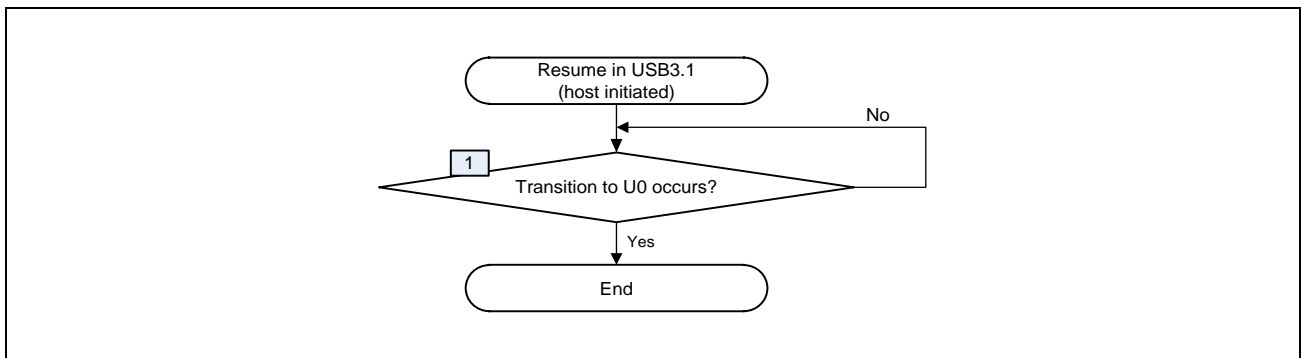 Resume in USB3.1
(host initiated)
No
1
Transition to U0 occurs?
Yes
End